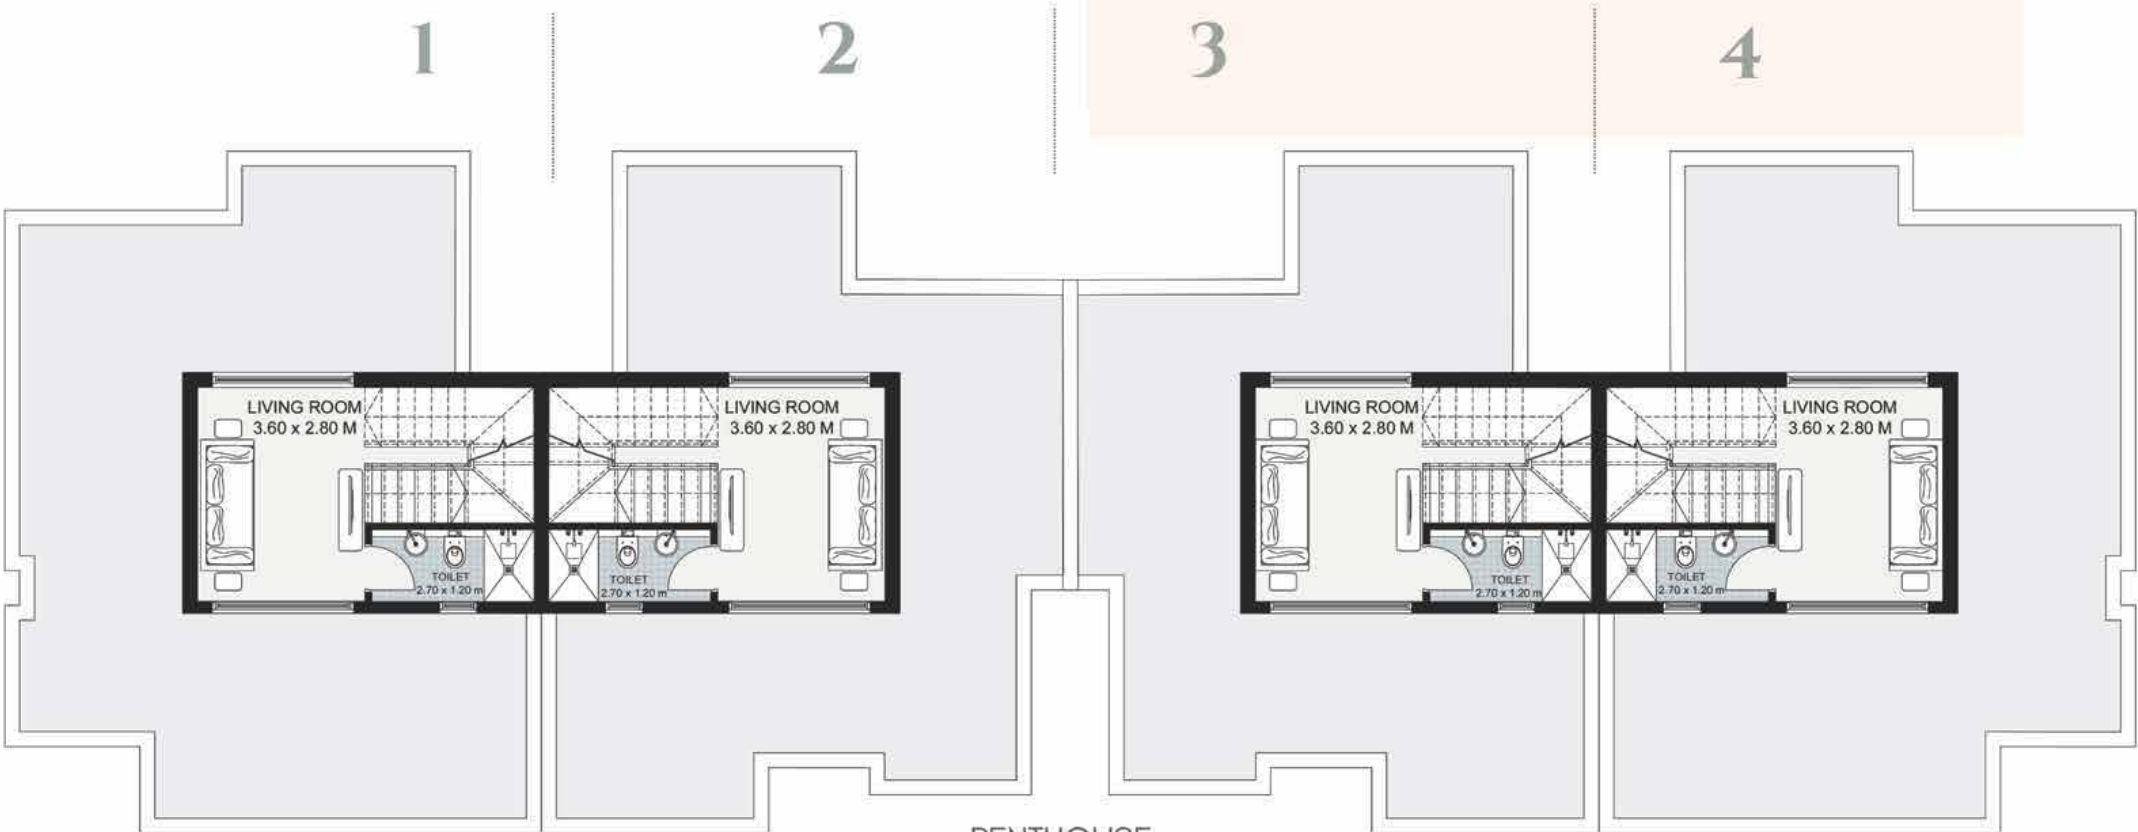 1 2 3 4
LIVING ROOM
3.60 x 2.80 M
LIVING ROOM
3.60 x 2.80 M
LIVING ROOM
3.60 x 2.80 M
LIVING ROOM
3.60 x 2.80 M
TOILET
2.70 x 1.20 m
TOILET
2.70 x 1.20 m
TOILET
2.70 x 1.20 m
TOILET
2.70 x 1.20 m
PENTHOUSE